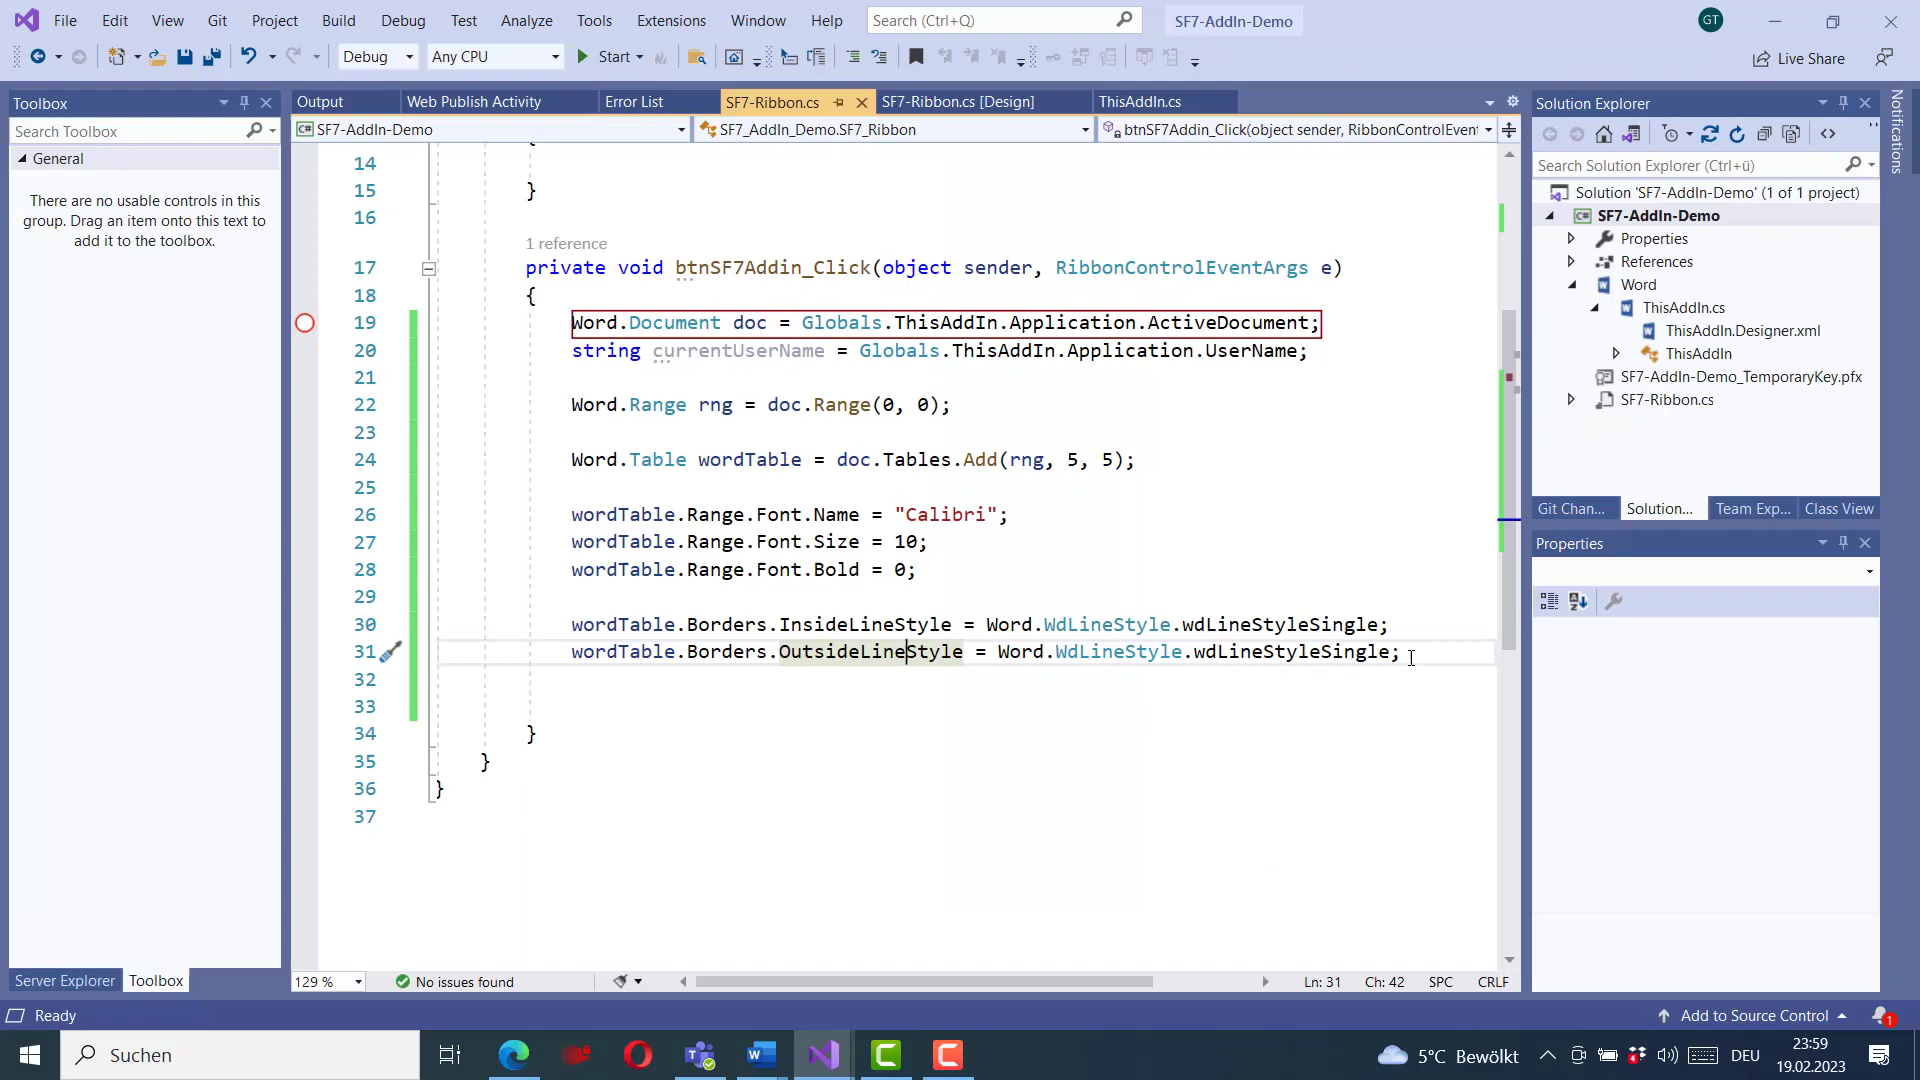 File Edit View Git Project Build Debug Test Analyze Tools Extensions Window Help Search (Ctrl+Q) SF7-AddIn-Demo GT
Debug Any CPU Start Live Share
Toolbox
Search Toolbox
General
There are no usable controls in this
group. Drag an item onto this text to
add it to the toolbox.
Server Explorer Toolbox
Output Web Publish Activity Error List SF7-Ribbon.cs SF7-Ribbon.cs [Design] ThisAddIn.cs
SF7-AddIn-Demo SF7_AddIn_Demo.SF7_Ribbon btnSF7Addin_Click(object sender, RibbonControlEvent
{
14
15 }
16
1 reference
17 private void btnSF7Addin_Click(object sender, RibbonControlEventArgs e)
18 {
19 Word.Document doc = Globals.ThisAddIn.Application.ActiveDocument;
20 string currentUserName = Globals.ThisAddIn.Application.UserName;
21
22 Word.Range rng = doc.Range(0, 0);
23
24 Word.Table wordTable = doc.Tables.Add(rng, 5, 5);
25
26 wordTable.Range.Font.Name = "Calibri";
27 wordTable.Range.Font.Size = 10;
28 wordTable.Range.Font.Bold = 0;
29
30 wordTable.Borders.InsideLineStyle = Word.WdLineStyle.wdLineStyleSingle;
31 wordTable.Borders.OutsideLineStyle = Word.WdLineStyle.wdLineStyleSingle;
32
33
34 }
35 }
36 }
37
129 % No issues found Ln: 31 Ch: 42 SPC CRLF
Solution Explorer
Search Solution Explorer (Ctrl+ü)
Solution 'SF7-AddIn-Demo' (1 of 1 project)
SF7-AddIn-Demo
Properties
References
Word
ThisAddIn.cs
ThisAddIn.Designer.xml
ThisAddIn
SF7-AddIn-Demo_TemporaryKey.pfx
SF7-Ribbon.cs
Git Chan... Solution... Team Exp... Class View
Properties
Notifications
Ready Add to Source Control 1
Suchen 5°C Bewölkt DEU 23:59
19.02.2023